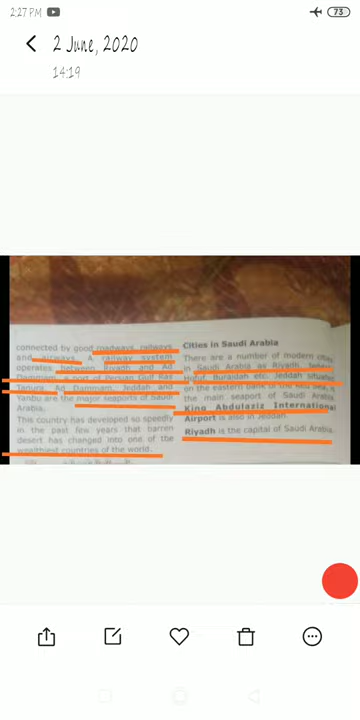 2:27 P.M
73
2 June, 2020
14:19
connected by good roadways, railways
and airways. A railway system
operates between Riyadh and Ad
Dammam, a port of Persian Gulf Ras
Tanura, Ad Dammam, Jeddah and
Yanbu are the major seaports of Saudi
Arabia.
This country has developed so speedly
in the past few years that barren
desert has changed into one of the
wealthiest countries of the world.
Cities in Saudi Arabia
There are a number of modern cities
in Saudi Arabia as Riyadh, Jeddah,
Hofuf, Buraidah etc. Jeddah situated
on the eastern bank of the Red Sea, is
the main seaport of Saudi Arabia
King Abdulaziz International
Airport is also in Jeddah.
Riyadh is the capital of Saudi Arabia.